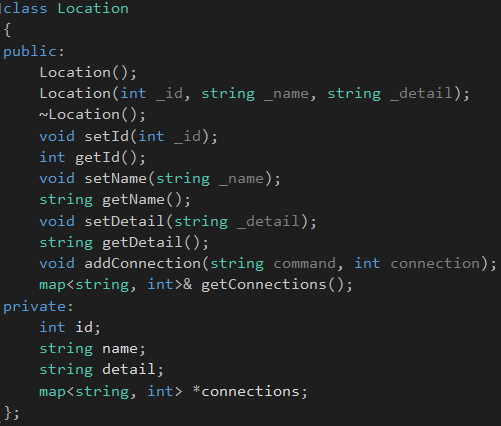 class Location
{
public:
    Location();
    Location(int _id, string _name, string _detail);
    ~Location();
    void setId(int _id);
    int getId();
    void setName(string _name);
    string getName();
    void setDetail(string _detail);
    string getDetail();
    void addConnection(string command, int connection);
    map<string, int>& getConnections();
private:
    int id;
    string name;
    string detail;
    map<string, int> *connections;
};